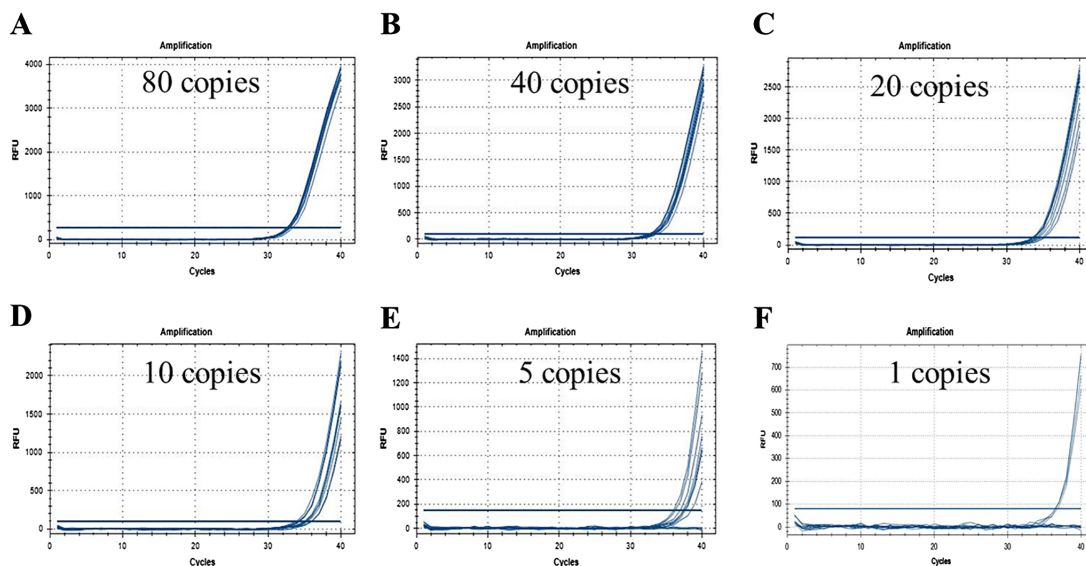 A
Amplification
80 copies
4000
3000
2000
1000
0
RFU
0 10 20 30 40
Cycles
B
Amplification
40 copies
3000
2500
2000
1500
1000
500
0
RFU
0 10 20 30 40
Cycles
C
Amplification
20 copies
2500
2000
1500
1000
500
0
RFU
0 10 20 30 40
Cycles
D
Amplification
10 copies
2000
1500
1000
500
0
RFU
0 10 20 30 40
Cycles
E
Amplification
5 copies
1400
1200
1000
800
600
400
200
0
RFU
0 10 20 30 40
Cycles
F
Amplification
1 copies
700
600
500
400
300
200
100
0
RFU
0 10 20 30 40
Cycles